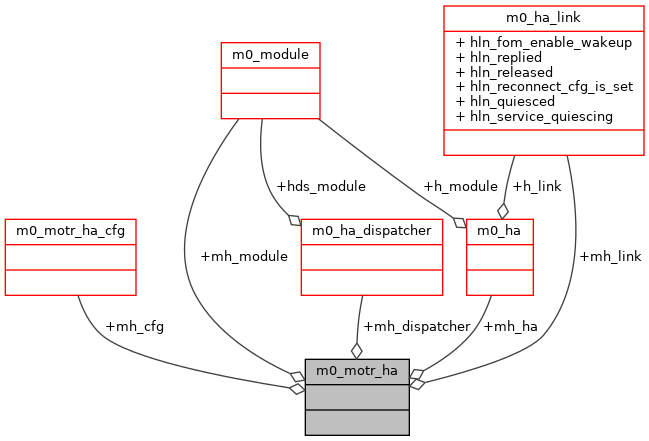 m0_ha_link
+ hln_fom_enable_wakeup
+ hln_replied
+ hln_released
+ hln_reconnect_cfg_is_set
+ hln_quiesced
+ hln_service_quiescing
m0_module
+hds_module
+h_module
+h_link
m0_motr_ha_cfg
m0_ha_dispatcher
m0_ha
+mh_module
+mh_link
+mh_cfg
+mh_dispatcher
+mh_ha
m0_motr_ha